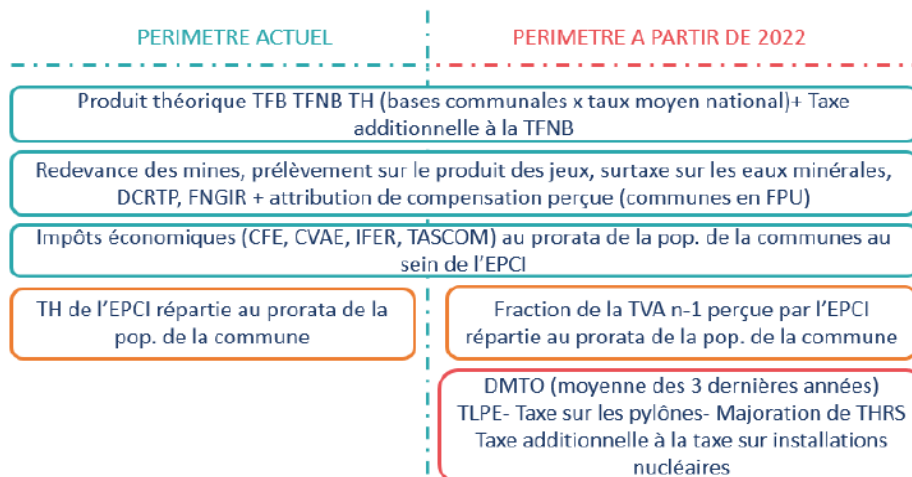 PERIMETRE ACTUEL
PERIMETRE A PARTIR DE 2022
Produit théorique TFB TFNB TH (bases communales x taux moyen national)+ Taxe
additionnelle à la TFNB
Redevance des mines, prélèvement sur le produit des jeux, surtaxe sur les eaux minérales,
DCRTP, FNGIR + attribution de compensation perçue (communes en FPU)
Impôts économiques (CFE, CVAE, IFER, TASCOM) au prorata de la pop. de la communes au
sein de l'EPCI
TH de l'EPCI répartie au prorata de la
pop. de la commune
Fraction de la TVA n-1 perçue par l'EPCI
répartie au prorata de la pop. de la commune
DMTO (moyenne des 3 dernières années)
TLPE- Taxe sur les pylônes- Majoration de THRS
Taxe additionnelle à la taxe sur installations
nucléaires